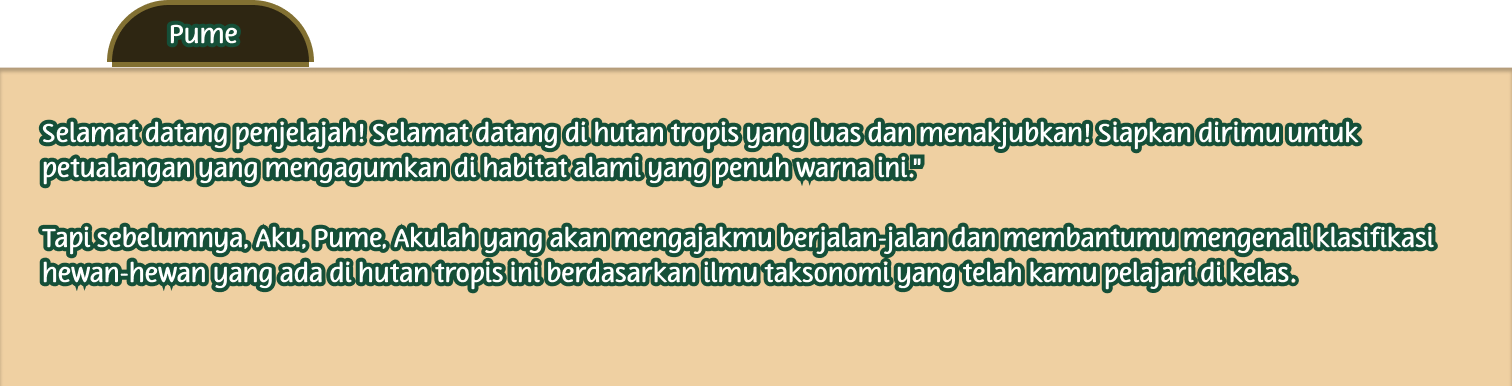 Pume
Selamat datang penjelajah! Selamat datang di hutan tropis yang luas dan menakjubkan! Siapkan dirimu untuk
petualangan yang mengagumkan di habitat alami yang penuh warna ini."
Tapi sebelumnya, Aku, Pume, Akulah yang akan mengajakmu berjalan-jalan dan membantumu mengenali klasifikasi
hewan-hewan yang ada di hutan tropis ini berdasarkan ilmu taksonomi yang telah kamu pelajari di kelas.